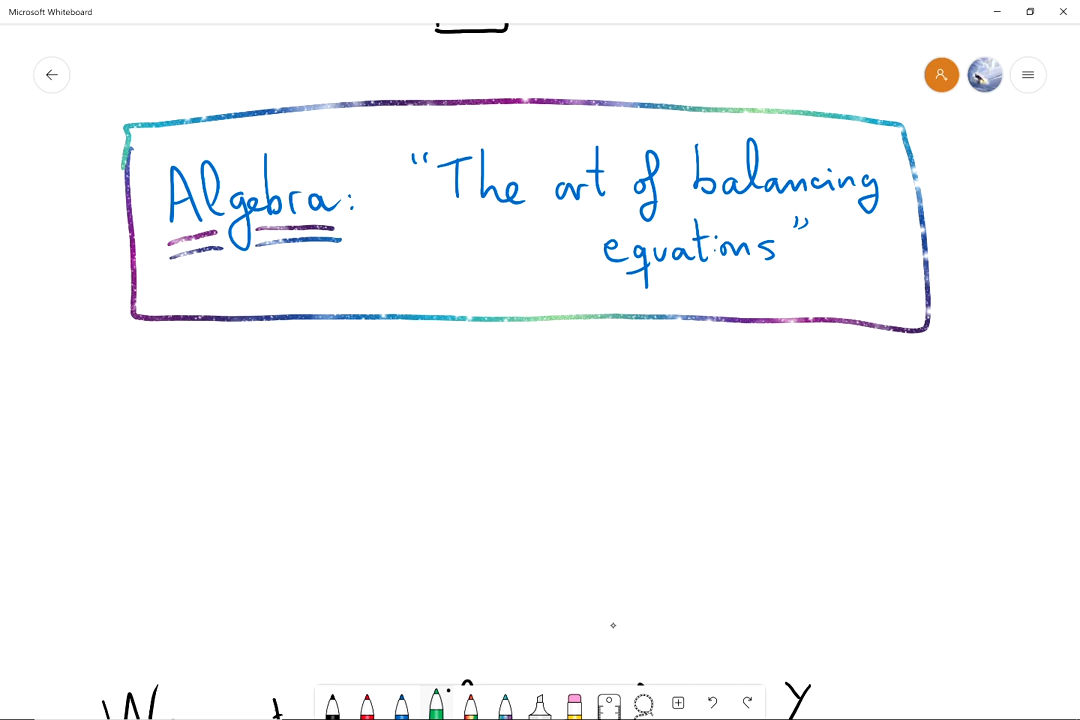 Microsoft Whiteboard
Algebra: "The art of balancing
equations"